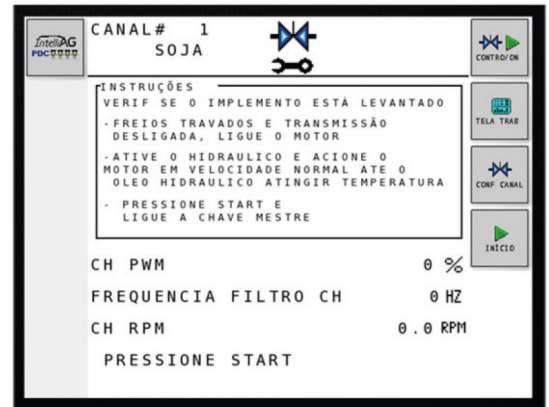 IntelliAG
PDC
CANAL# 1
SOJA
CONTRO/ON
INSTRUÇÕES
VERIF SE O IMPLEMENTO ESTÁ LEVANTADO
-FREIOS TRAVADOS E TRANSMISSÃO
DESLIGADA, LIGUE O MOTOR
-ATIVE O HIDRAULICO E ACIONE O
MOTOR EM VELOCIDADE NORMAL ATE O
OLEO HIDRAULICO ATINGIR TEMPERATURA
- PRESSIONE START E
LIGUE A CHAVE MESTRE
TELA TRAB
CONF CANAL
INÍCIO
CH PWM 0 %
FREQUENCIA FILTRO CH 0 HZ
CH RPM 0.0 RPM
PRESSIONE START